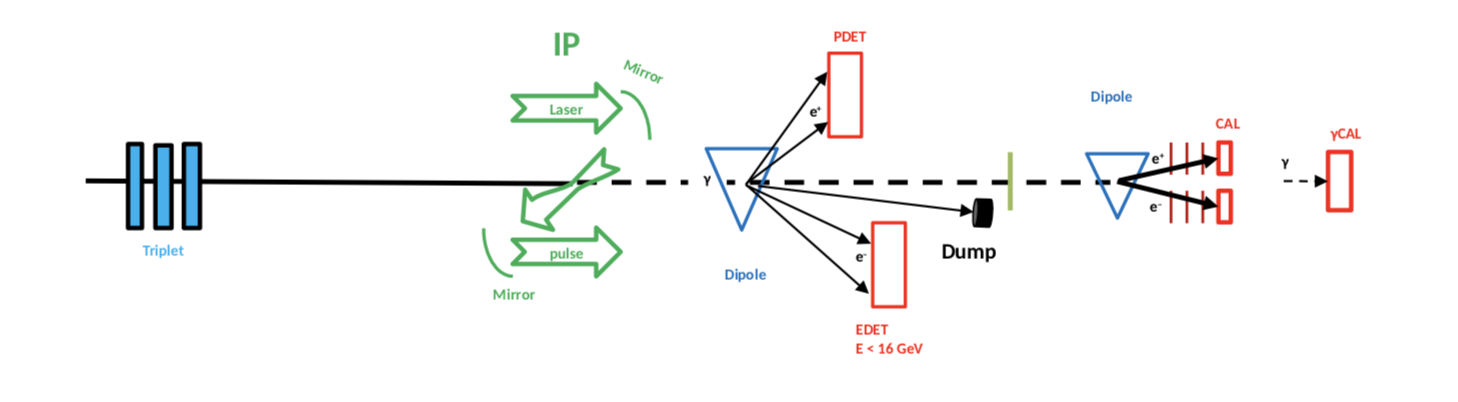 IP
PDET
Mirror
Dipole
Laser
e⁺
CAL
γCAL
e⁺
γ
γ
e⁻
Triplet
pulse
Dump
e⁻
Dipole
Mirror
EDET
E < 16 GeV